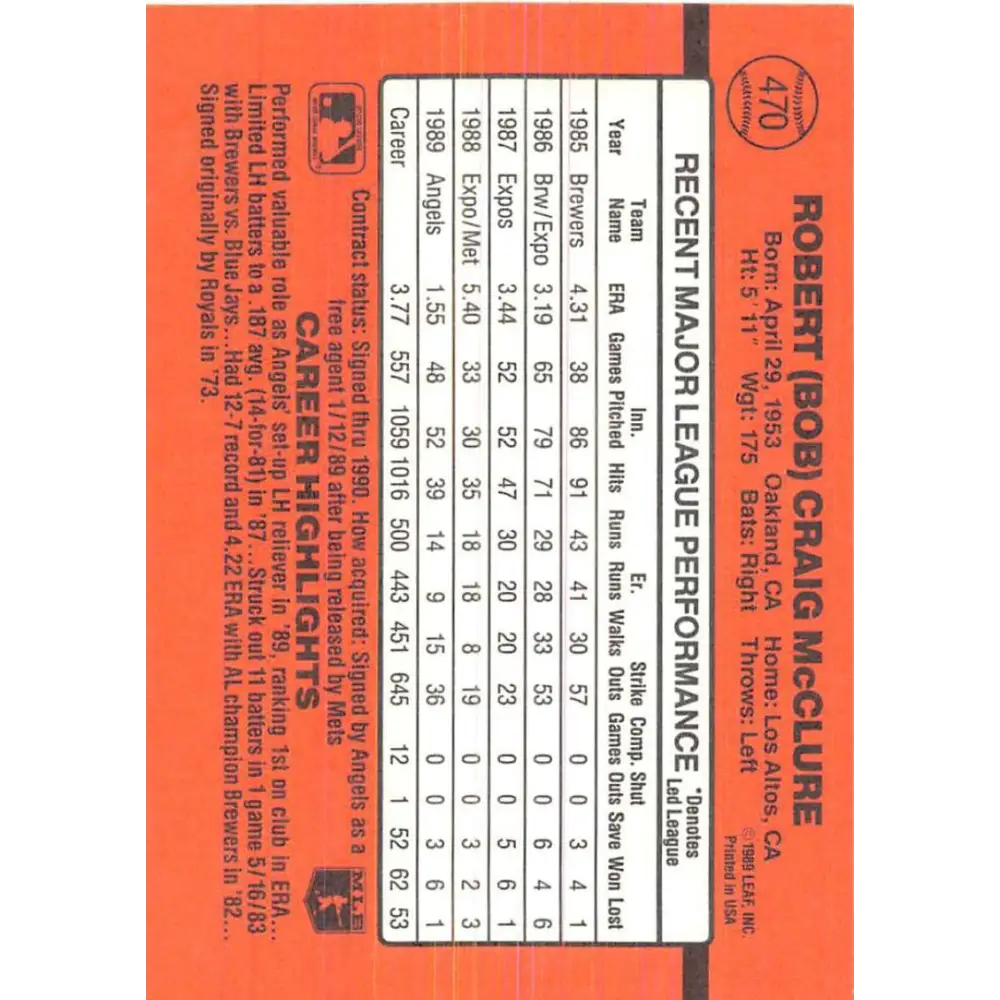 470
ROBERT (BOB) CRAIG McCLURE
Born: April 29, 1953 Oakland, CA Home: Los Altos, CA
Ht: 5'11" Wgt: 175 Bats: Right Throws: Left
© 1989 LEAF, INC.
Printed in USA
RECENT MAJOR LEAGUE PERFORMANCE *Denotes
Led League
Team Inn. Er. Strike Comp. Shut
Year Name ERA Games Pitched Hits Runs Runs Walks Outs Games Outs Save Won Lost
1985 Brewers 4.31 38 86 91 43 41 30 57 0 0 3 4 1
1986 Brw/Expo 3.19 65 79 71 29 28 33 53 0 0 6 4 6
1987 Expos 3.44 52 52 47 30 20 20 23 0 0 5 6 1
1988 Expo/Met 5.40 33 30 35 18 18 8 19 0 0 3 2 3
1989 Angels 1.55 48 52 39 14 9 15 36 0 0 3 6 1
Career 3.77 557 1059 1016 500 443 451 645 12 1 52 62 53
Contract status: Signed thru 1990. How acquired: Signed by Angels as a
free agent 1/12/89 after being released by Mets
MLB
CAREER HIGHLIGHTS
Performed valuable role as Angels' set-up LH reliever in '89, ranking 1st on club in ERA...
Limited LH batters to a .187 avg. (14-for-81) in '87...Struck out 11 batters in 1 game 5/16/83
with Brewers vs. Blue Jays...Had 12-7 record and 4.22 ERA with AL champion Brewers in '82...
Signed originally by Royals in '73.